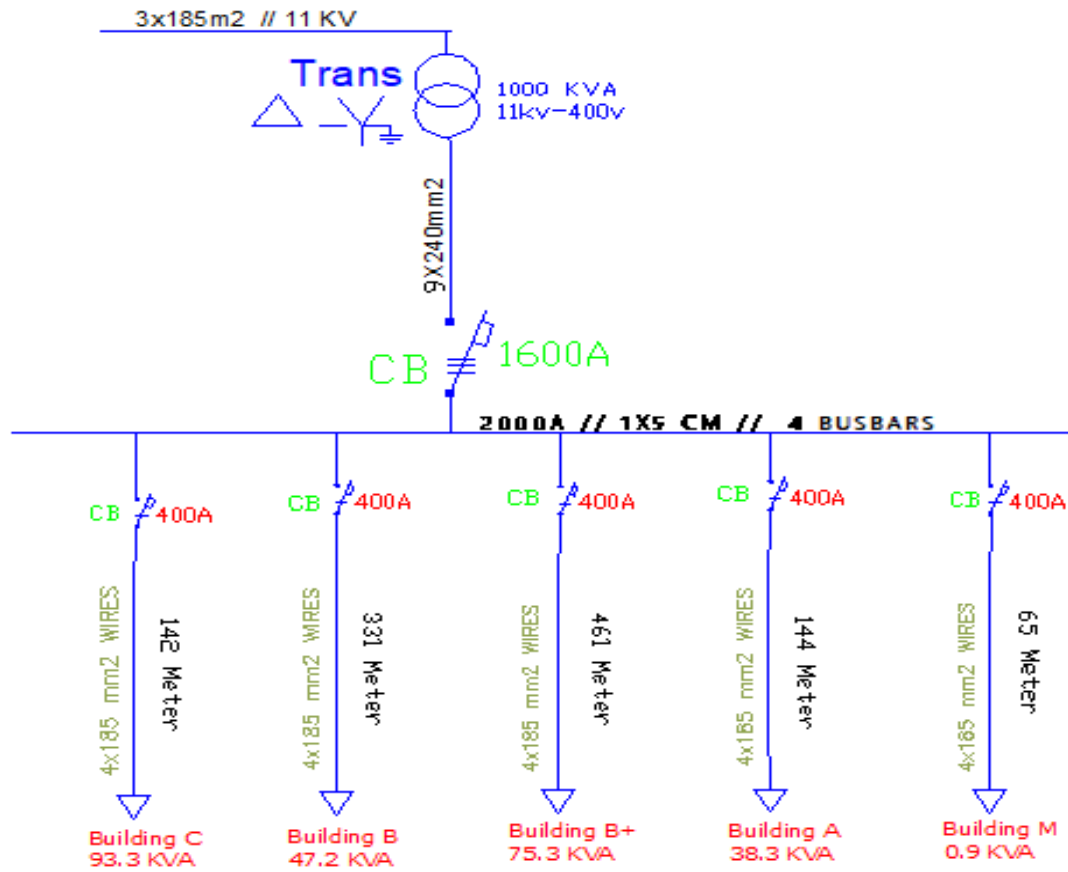 3x185m2 // 11 KV
Trans
1000 KVA
11kv-400v
9X240mm2
CB
1600A
2000A // 1X5 CM // 4 BUSBARS
CB 400A
CB 400A
CB 400A
CB 400A
CB 400A
4x185 mm2 WIRES
142 Meter
4x185 mm2 WIRES
331 Meter
4x185 mm2 WIRES
461 Meter
4x185 mm2 WIRES
144 Meter
4x185 mm2 WIRES
65 Meter
Building C
93.3 KVA
Building B
47.2 KVA
Building B+
75.3 KVA
Building A
38.3 KVA
Building M
0.9 KVA